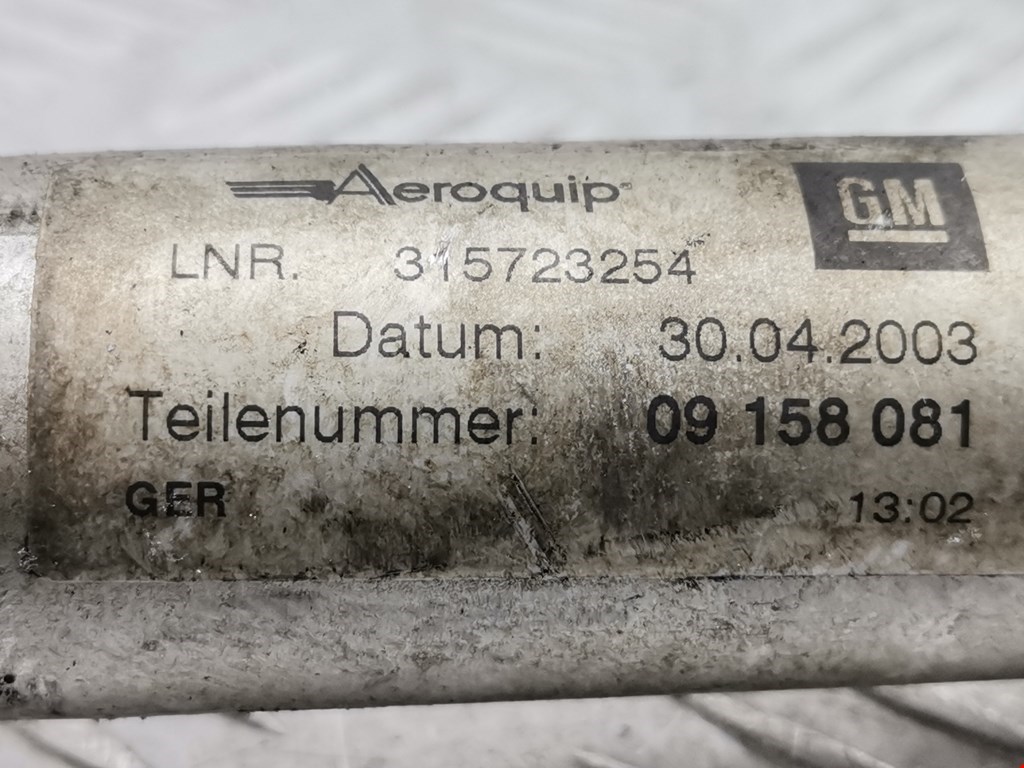 Aeroquip
GM
LNR. 315723254
Datum: 30.04.2003
Teilenummer: 09 158 081
GER 13:02